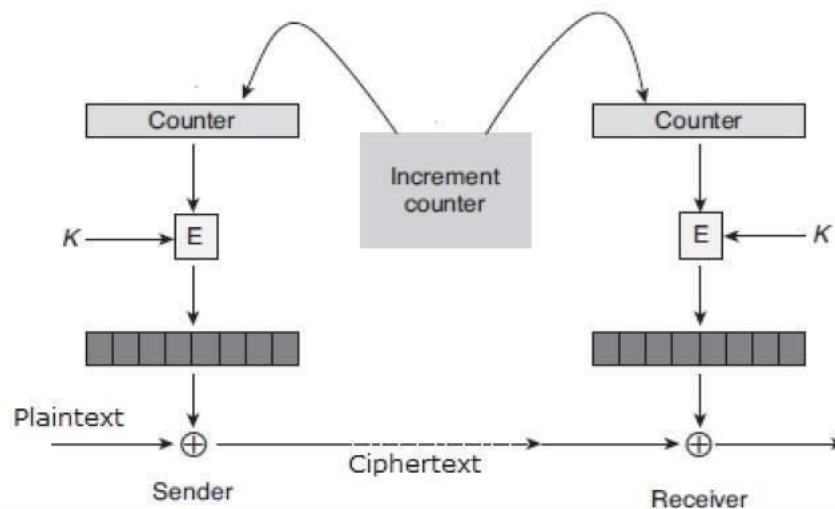 Counter
Counter
Increment
counter
K
E
E
K
Plaintext
Ciphertext
Sender
Receiver